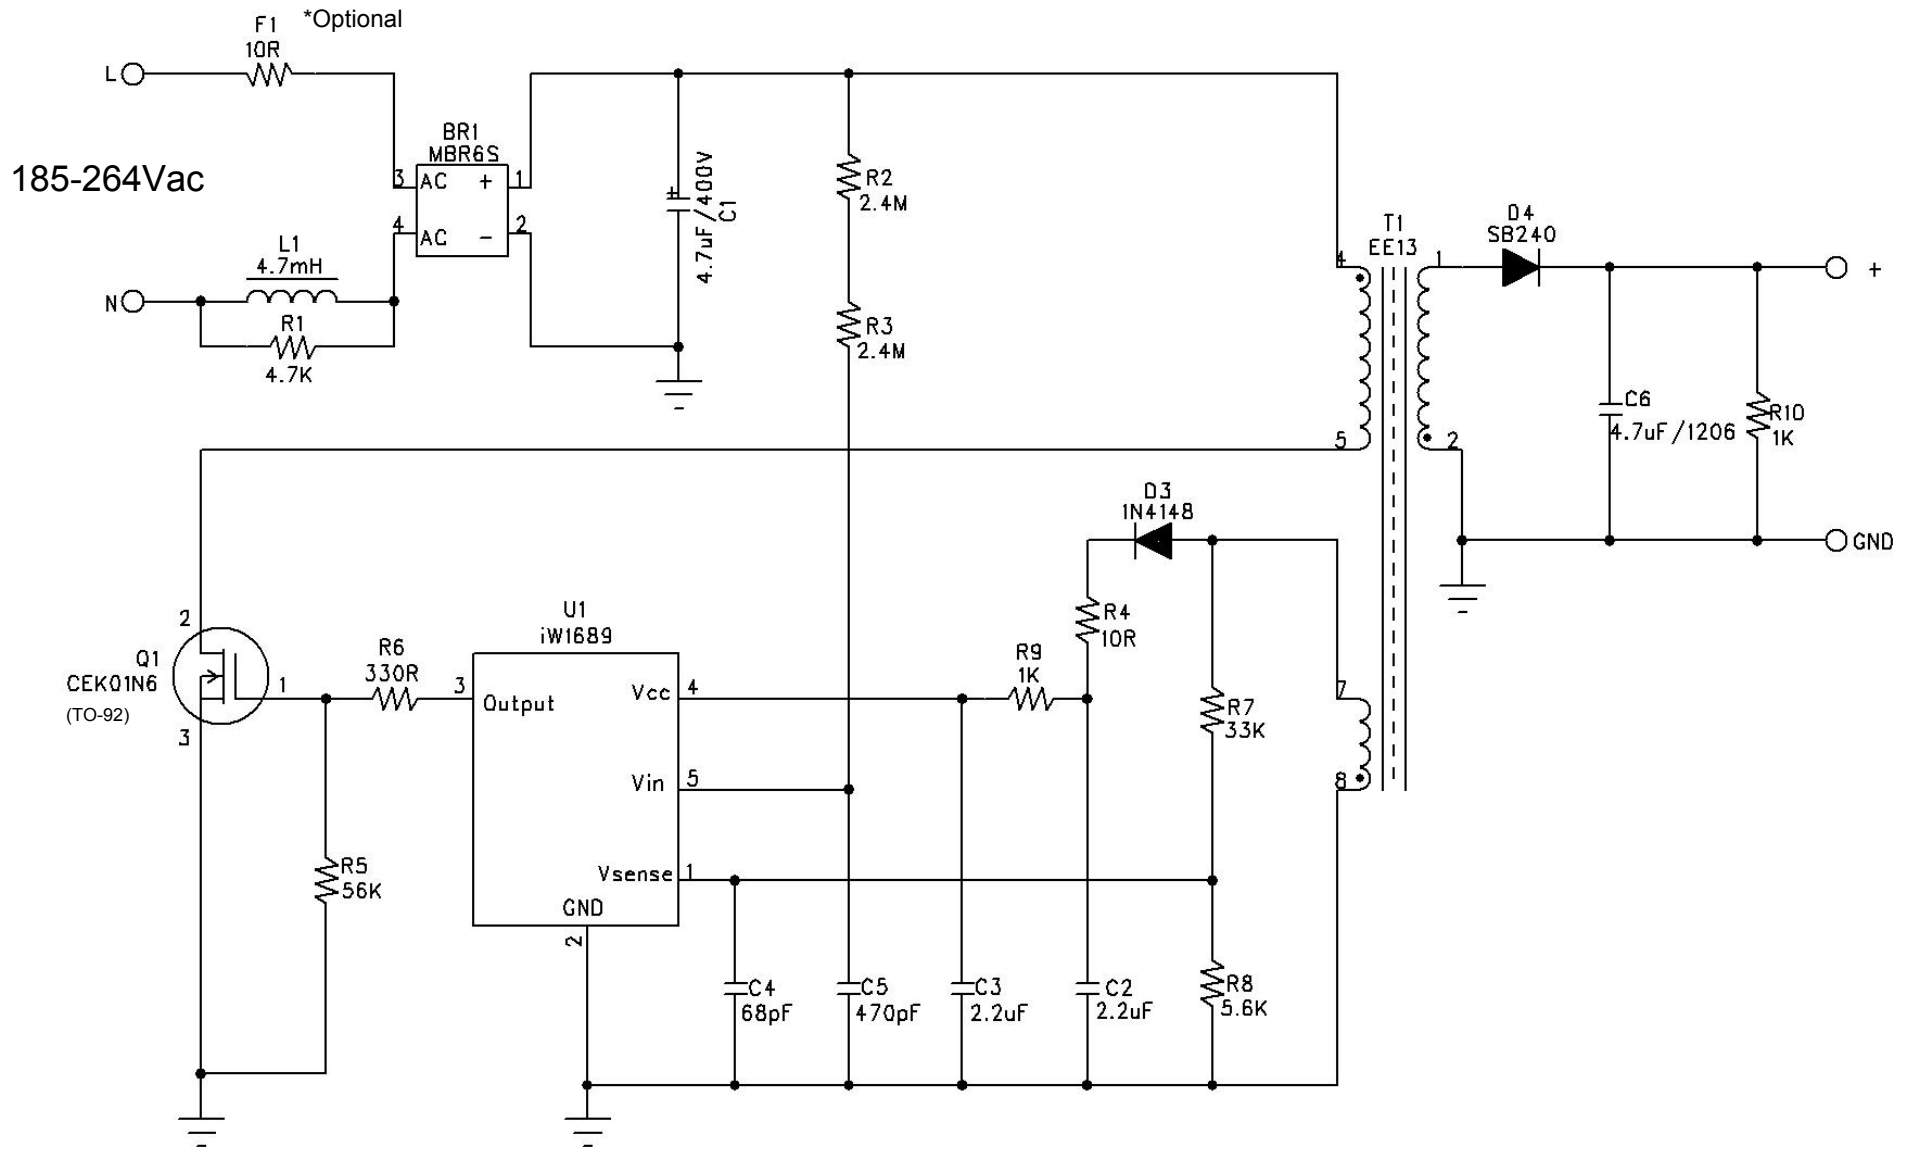 *Optional
F1
10R
L
BR1
MBR6S
185-264Vac
3 AC + 1
4 AC - 2
L1
4.7mH
N
R1
4.7K
+
4.7uF/400V
C1
R2
2.4M
R3
2.4M
T1
EE13
4
5
1
2
D4
SB240
+
C6
4.7uF/1206
R10
1K
GND
D3
1N4148
R4
10R
R9
1K
R7
33K
7
8
U1
iW1689
2
Q1
CEK01N6
(TO-92)
1
3
R6
330R
3
Output
Vcc 4
Vin 5
Vsense 1
GND
2
R5
56K
C4
68pF
C5
470pF
C3
2.2uF
C2
2.2uF
R8
5.6K